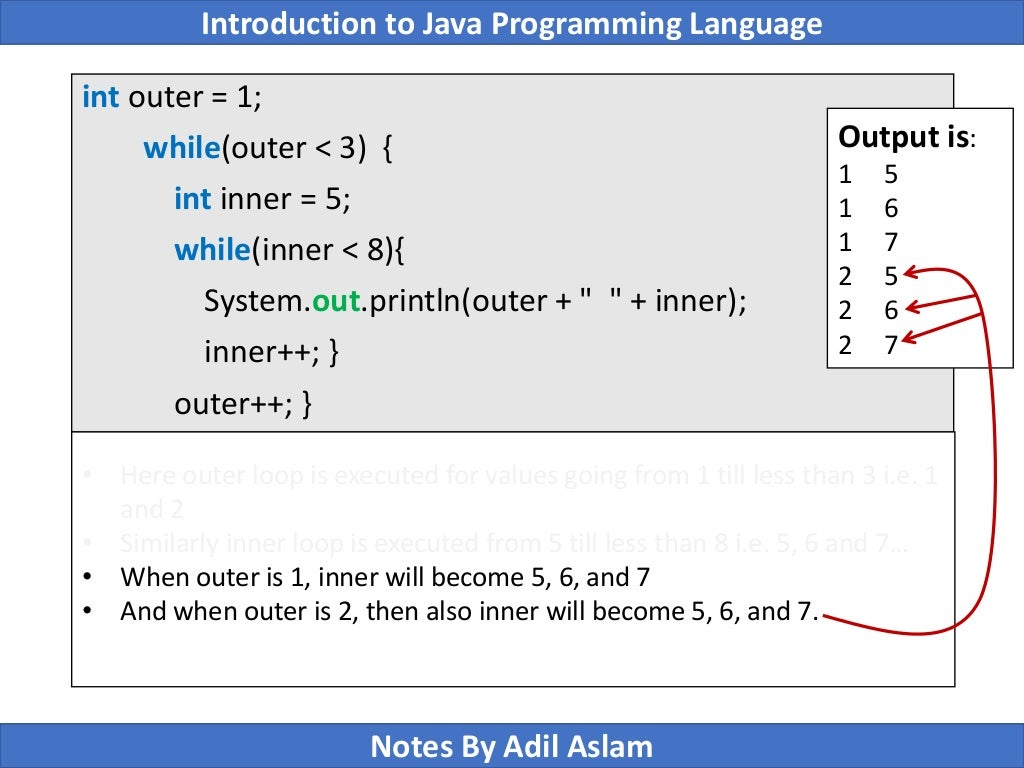 Introduction to Java Programming Language
int outer = 1;
while(outer < 3)  {
int inner = 5;
while(inner < 8){
System.out.println(outer + "  " + inner);
inner++; }
outer++; }
Output is:
1 5
1 6
1 7
2 5
2 6
2 7
• Here outer loop is executed for values going from 1 till less than 3 i.e. 1
and 2
• Similarly inner loop is executed from 5 till less than 8 i.e. 5, 6 and 7...
• When outer is 1, inner will become 5, 6, and 7
• And when outer is 2, then also inner will become 5, 6, and 7.
Notes By Adil Aslam